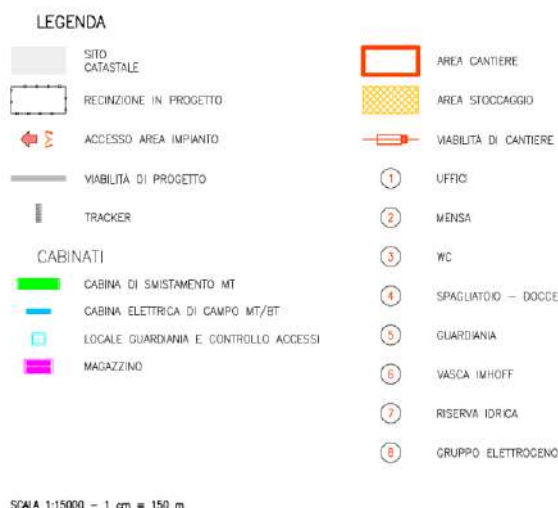 LEGENDA
SITO
CATASTALE
RECINZIONE IN PROGETTO
ACCESSO AREA IMPIANTO
VIABILITÀ DI PROGETTO
TRACKER
CABINATI
CABINA DI SMISTAMENTO MT
CABINA ELETTRICA DI CAMPO MT/BT
LOCALE GUARDIANIA E CONTROLLO ACCESSI
MAGAZZINO
AREA CANTIERE
AREA STOCCAGGIO
VIABILITÀ DI CANTIERE
1 UFFICI
2 MENSA
3 WC
4 SPAGLIATOIO – DOCCE
5 GUARDIANIA
6 VASCA IMHOFF
7 RISERVA IDRICA
8 GRUPPO ELETTROGENO
SCALA 1:15000 – 1 cm = 150 m